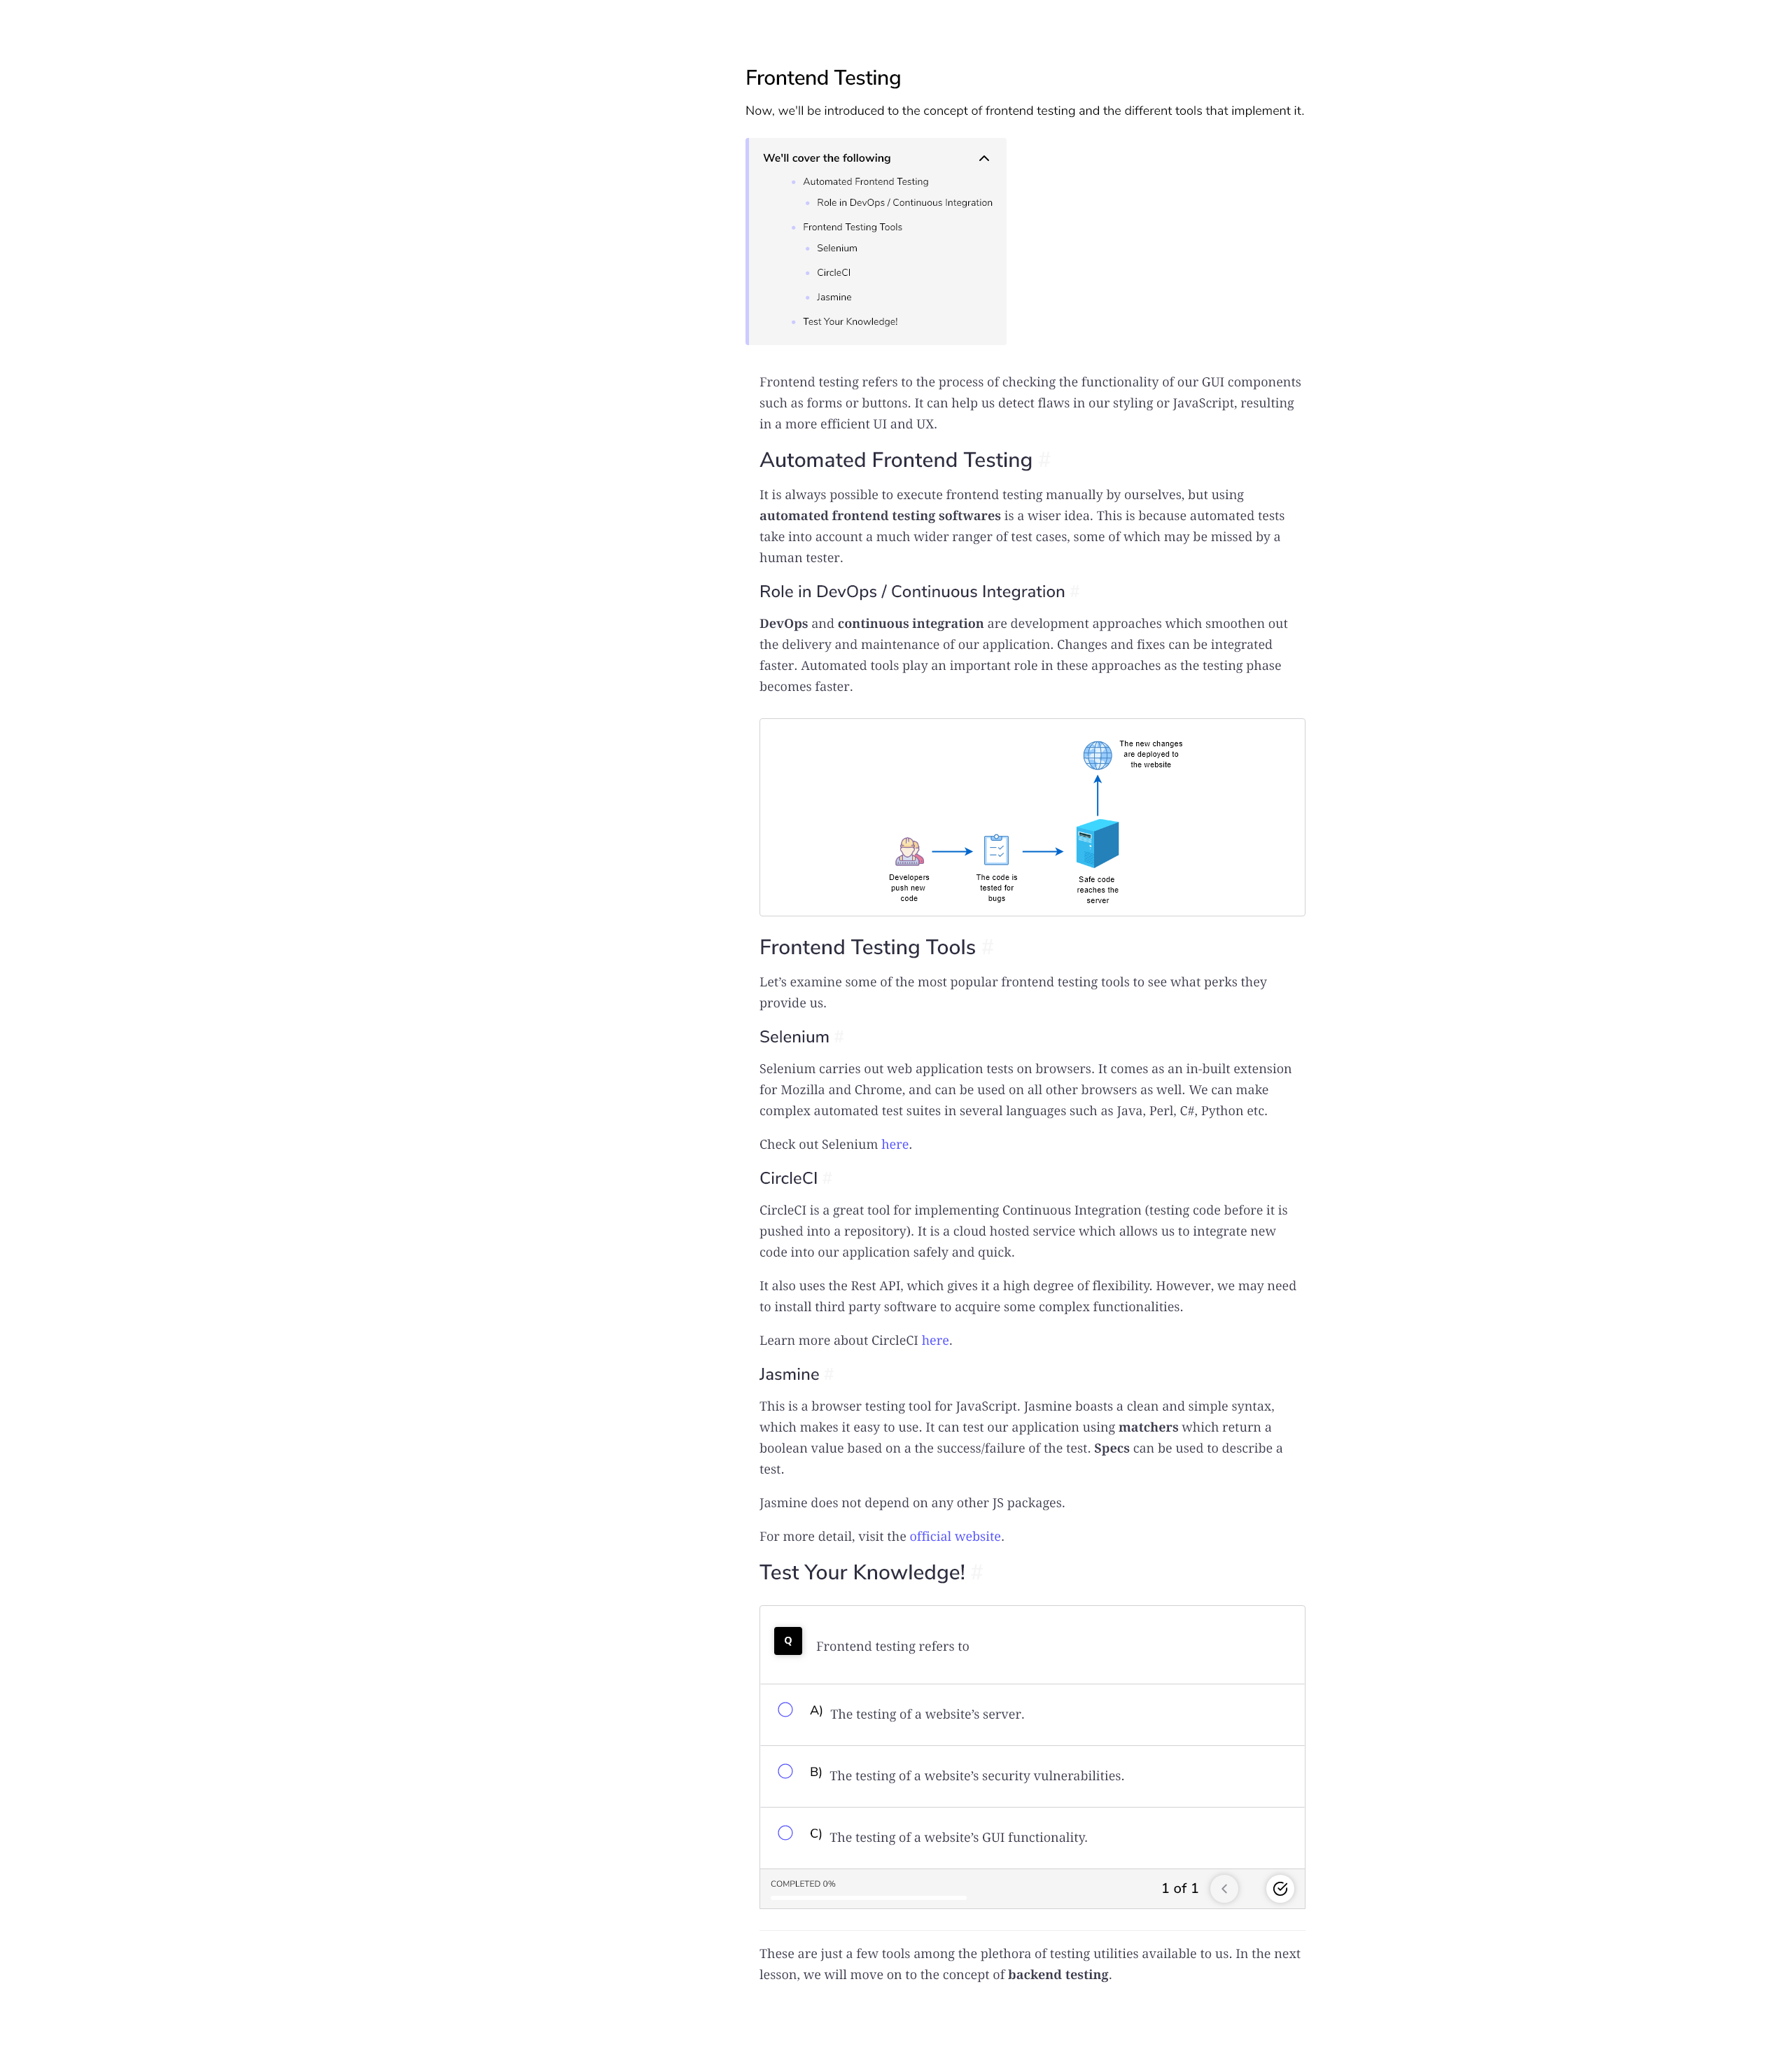 Frontend Testing
Now, we'll be introduced to the concept of frontend testing and the different tools that implement it.
We'll cover the following
Automated Frontend Testing
Role in DevOps / Continuous Integration
Frontend Testing Tools
Selenium
CircleCI
Jasmine
Test Your Knowledge!
Frontend testing refers to the process of checking the functionality of our GUI components
such as forms or buttons. It can help us detect flaws in our styling or JavaScript, resulting
in a more efficient UI and UX.
Automated Frontend Testing #
It is always possible to execute frontend testing manually by ourselves, but using
automated frontend testing softwares is a wiser idea. This is because automated tests
take into account a much wider ranger of test cases, some of which may be missed by a
human tester.
Role in DevOps / Continuous Integration #
DevOps and continuous integration are development approaches which smoothen out
the delivery and maintenance of our application. Changes and fixes can be integrated
faster. Automated tools play an important role in these approaches as the testing phase
becomes faster.
The new changes
are deployed to
the website
Developers
push new
code
The code is
tested for
bugs
Safe code
reaches the
server
Frontend Testing Tools #
Let’s examine some of the most popular frontend testing tools to see what perks they
provide us.
Selenium #
Selenium carries out web application tests on browsers. It comes as an in-built extension
for Mozilla and Chrome, and can be used on all other browsers as well. We can make
complex automated test suites in several languages such as Java, Perl, C#, Python etc.
Check out Selenium here.
CircleCI #
CircleCI is a great tool for implementing Continuous Integration (testing code before it is
pushed into a repository). It is a cloud hosted service which allows us to integrate new
code into our application safely and quick.
It also uses the Rest API, which gives it a high degree of flexibility. However, we may need
to install third party software to acquire some complex functionalities.
Learn more about CircleCI here.
Jasmine #
This is a browser testing tool for JavaScript. Jasmine boasts a clean and simple syntax,
which makes it easy to use. It can test our application using matchers which return a
boolean value based on a the success/failure of the test. Specs can be used to describe a
test.
Jasmine does not depend on any other JS packages.
For more detail, visit the official website.
Test Your Knowledge! #
Q Frontend testing refers to
A) The testing of a website’s server.
B) The testing of a website’s security vulnerabilities.
C) The testing of a website’s GUI functionality.
COMPLETED 0%
1 of 1
These are just a few tools among the plethora of testing utilities available to us. In the next
lesson, we will move on to the concept of backend testing.